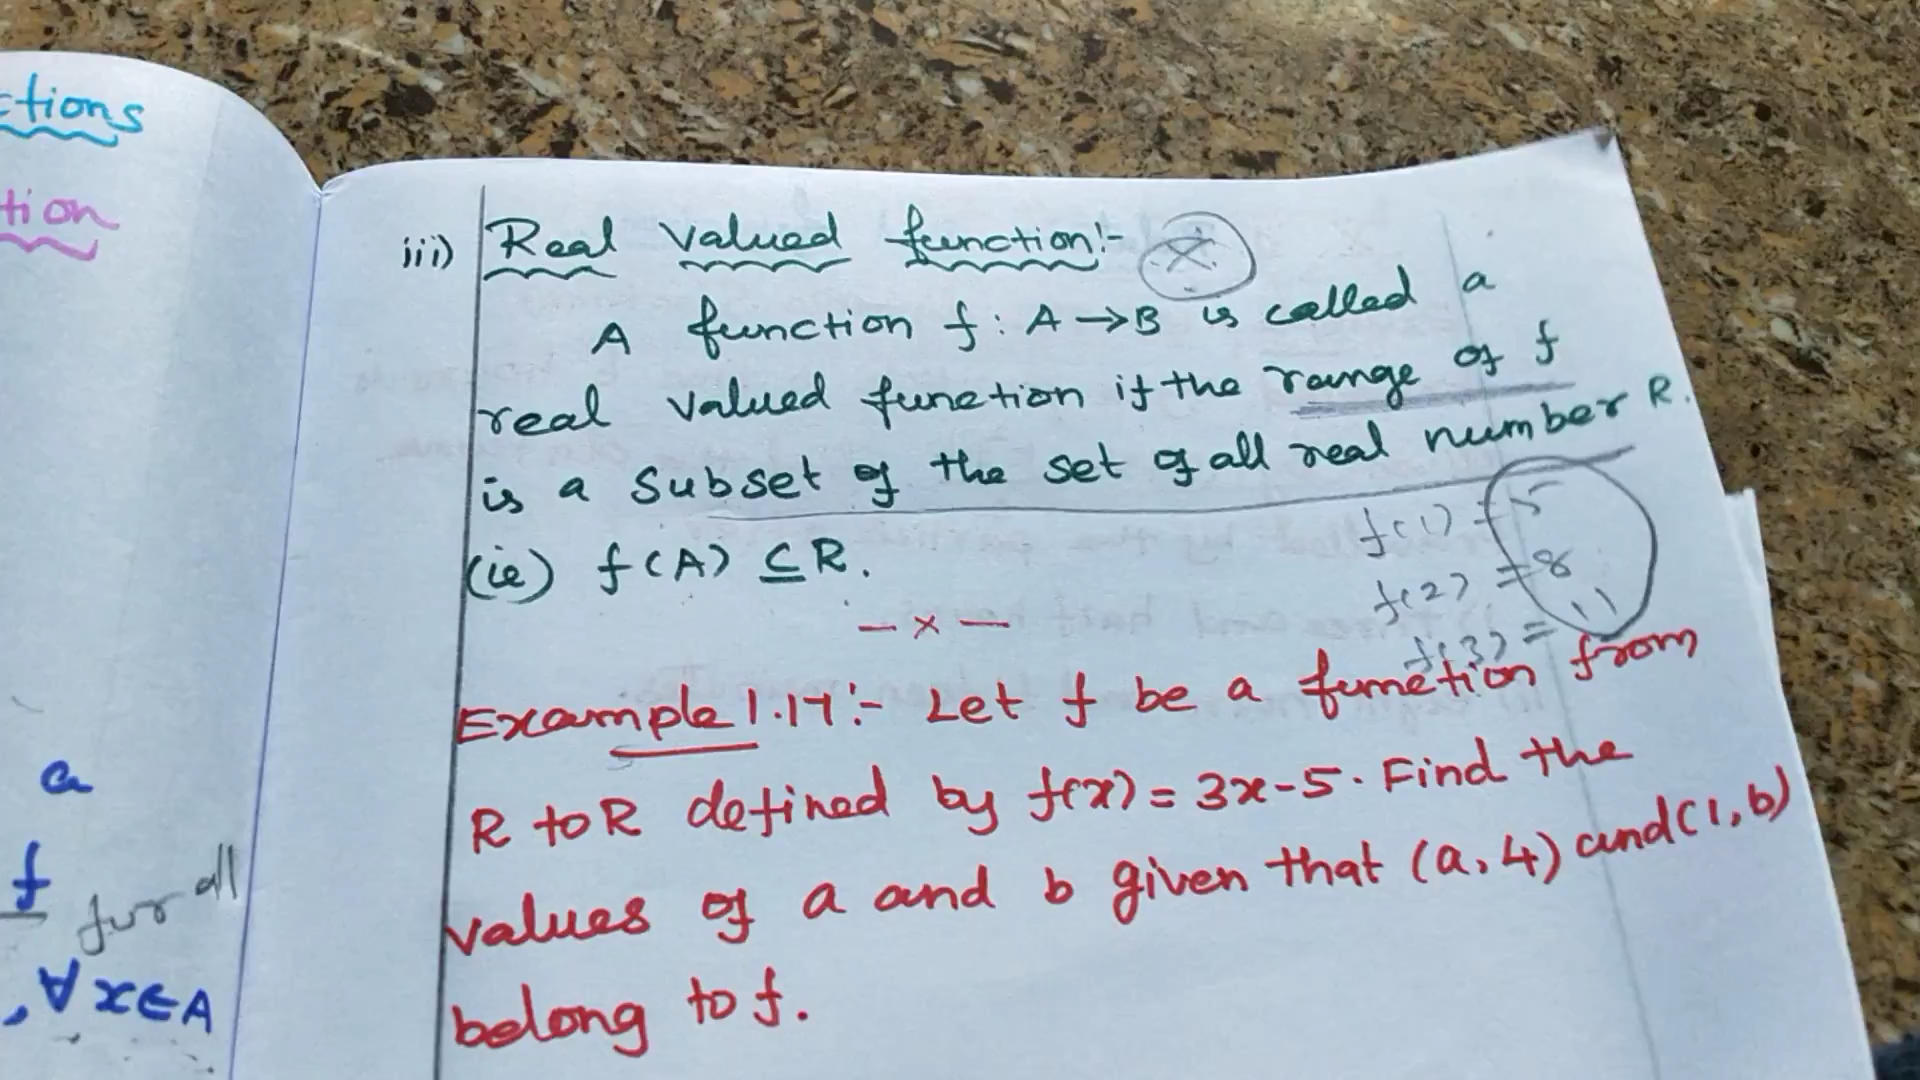 ctions
tion
iii) Real Valued function:-
A function f : A → B is called a
real valued function if the range of f
is a subset of the set of all real number R.
(ie) f(A) ⊆ R.
f(1) = 5
f(2) = 8
f(3) = 11
— x —
Example 1.17:- Let f be a function from
R to R defined by f(x) = 3x-5. Find the
values of a and b given that (a, 4) and (1, b)
belong to f.
a
f for all
, ∀ x ∈ A